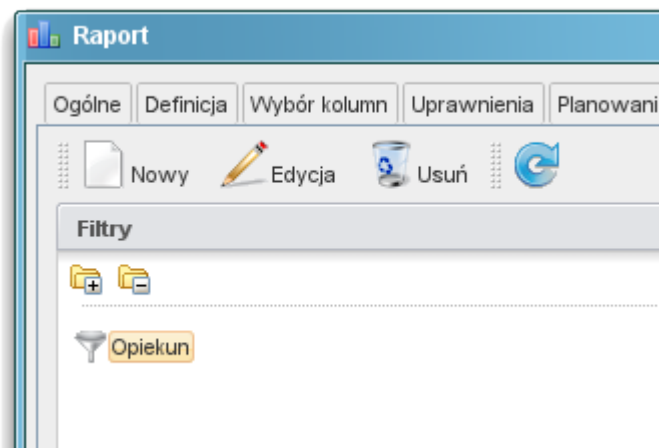 Raport
Ogólne Definicja Wybór kolumn Uprawnienia Planowani
Nowy Edycja Usuń
Filtry
Opiekun